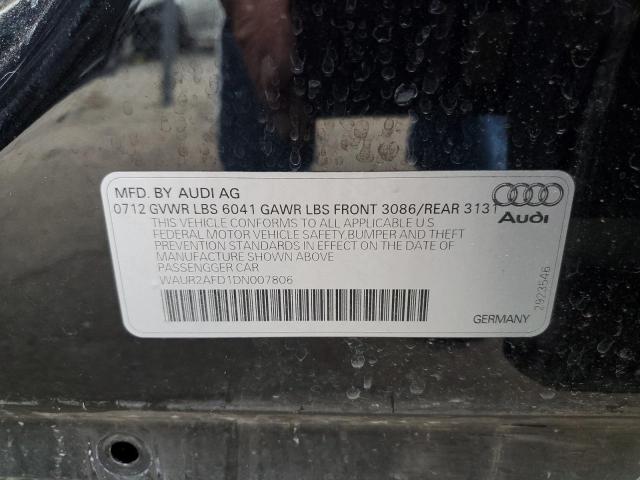 MFD. BY AUDI AG
0712 GVWR LBS 6041 GAWR LBS FRONT 3086/REAR 3131
THIS VEHICLE CONFORMS TO ALL APPLICABLE U.S
FEDERAL MOTOR VEHICLE SAFETY,BUMPER AND THEFT
PREVENTION STANDARDS IN EFFECT ON THE DATE OF
MANUFACTURE SHOWN ABOVE
PASSENGGER CAR
WAUR2AFD1DN007806
Audi
2923546
GERMANY